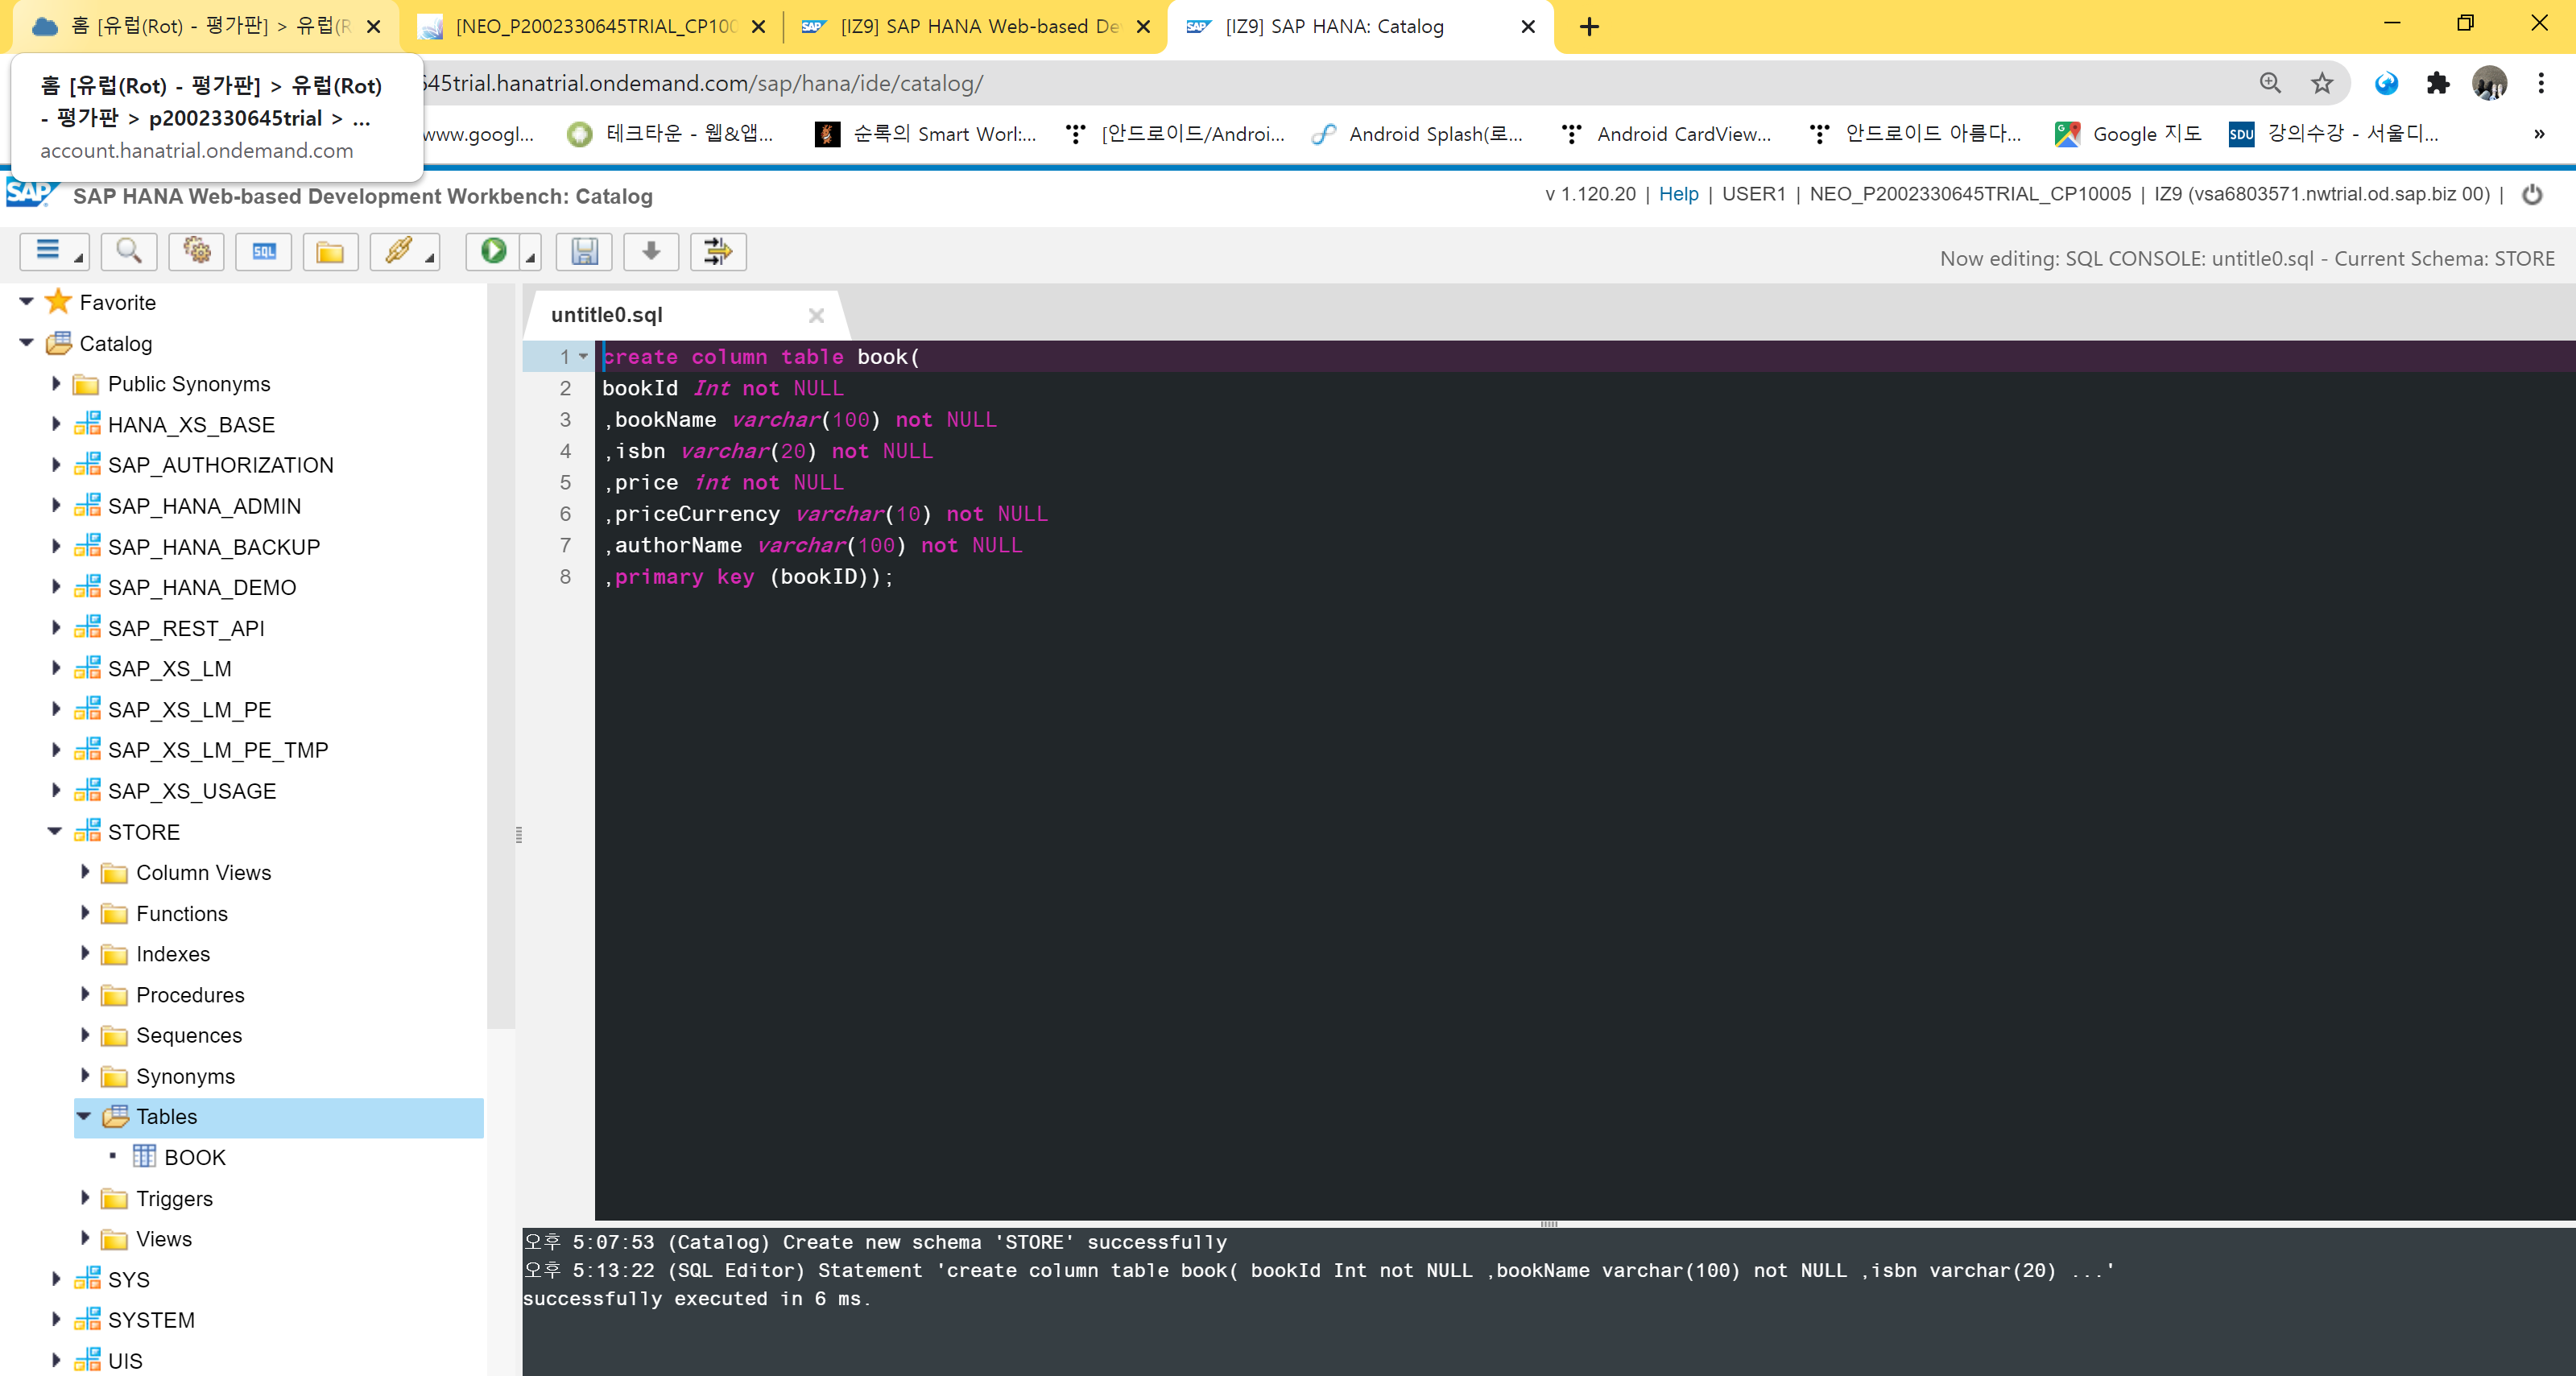 홈 [유럽(Rot) - 평가판] > 유럽(R
[NEO_P2002330645TRIAL_CP100
[IZ9] SAP HANA Web-based De
[IZ9] SAP HANA: Catalog
홈 [유럽(Rot) - 평가판] > 유럽(Rot)
- 평가판 > p2002330645trial > ...
account.hanatrial.ondemand.com
645trial.hanatrial.ondemand.com/sap/hana/ide/catalog/
www.googl...
테크타운 - 웹&앱...
순록의 Smart Worl:...
[안드로이드/Androi...
Android Splash(로...
Android CardView...
안드로이드 아름다...
Google 지도
SDU 강의수강 - 서울디...
»
SAP SAP HANA Web-based Development Workbench: Catalog
v 1.120.20 | Help | USER1 | NEO_P2002330645TRIAL_CP10005 | IZ9 (vsa6803571.nwtrial.od.sap.biz 00) |
SQL
Now editing: SQL CONSOLE: untitle0.sql - Current Schema: STORE
Favorite
Catalog
Public Synonyms
HANA_XS_BASE
SAP_AUTHORIZATION
SAP_HANA_ADMIN
SAP_HANA_BACKUP
SAP_HANA_DEMO
SAP_REST_API
SAP_XS_LM
SAP_XS_LM_PE
SAP_XS_LM_PE_TMP
SAP_XS_USAGE
STORE
Column Views
Functions
Indexes
Procedures
Sequences
Synonyms
Tables
BOOK
Triggers
Views
SYS
SYSTEM
UIS
untitle0.sql
1 create column table book(
2 bookId Int not NULL
3 ,bookName varchar(100) not NULL
4 ,isbn varchar(20) not NULL
5 ,price int not NULL
6 ,priceCurrency varchar(10) not NULL
7 ,authorName varchar(100) not NULL
8 ,primary key (bookID));
오후 5:07:53 (Catalog) Create new schema 'STORE' successfully
오후 5:13:22 (SQL Editor) Statement 'create column table book( bookId Int not NULL ,bookName varchar(100) not NULL ,isbn varchar(20) ...'
successfully executed in 6 ms.